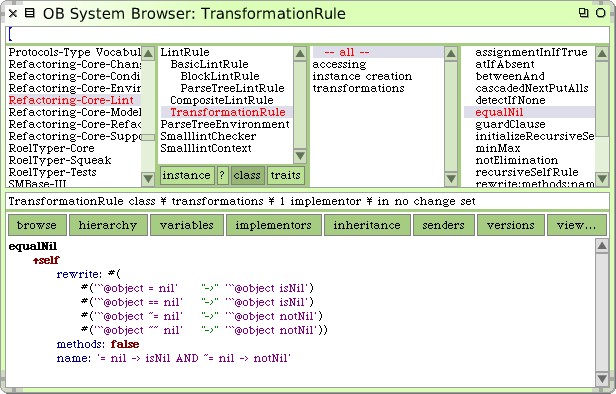 OB System Browser: TransformationRule
Protocols-Type Vocabul
Refactoring-Core-Chang
Refactoring-Core-Condi
Refactoring-Core-Enviro
Refactoring-Core-Lint
Refactoring-Core-Model
Refactoring-Core-Refac
Refactoring-Core-Suppo
RoelTyper-Core
RoelTyper-Squeak
RoelTyper-Tests
SMBase-III
LintRule
BasicLintRule
BlockLintRule
ParseTreeLintRule
CompositeLintRule
TransformationRule
ParseTreeEnvironment
SmalllintChecker
SmalllintContext
instance ? class traits
-- all --
accessing
instance creation
transformations
assignmentInIfTrue
atIfAbsent
betweenAnd
cascadedNextPutAlls
detectIfNone
equalNil
guardClause
initializeRecursiveSe
minMax
notElimination
recursiveSelfRule
rewrite:methods:nam
TransformationRule class ¥ transformations ¥ 1 implementor ¥ in no change set
browse hierarchy variables implementors inheritance senders versions view...
equalNil
↑self
rewrite: #(
#('``@object = nil' "->" '``@object isNil')
#('``@object == nil' "->" '``@object isNil')
#('``@object ~= nil' "->" '``@object notNil')
#('``@object ~~ nil' "->" '``@object notNil'))
methods: false
name: '= nil -> isNil AND ~= nil -> notNil'